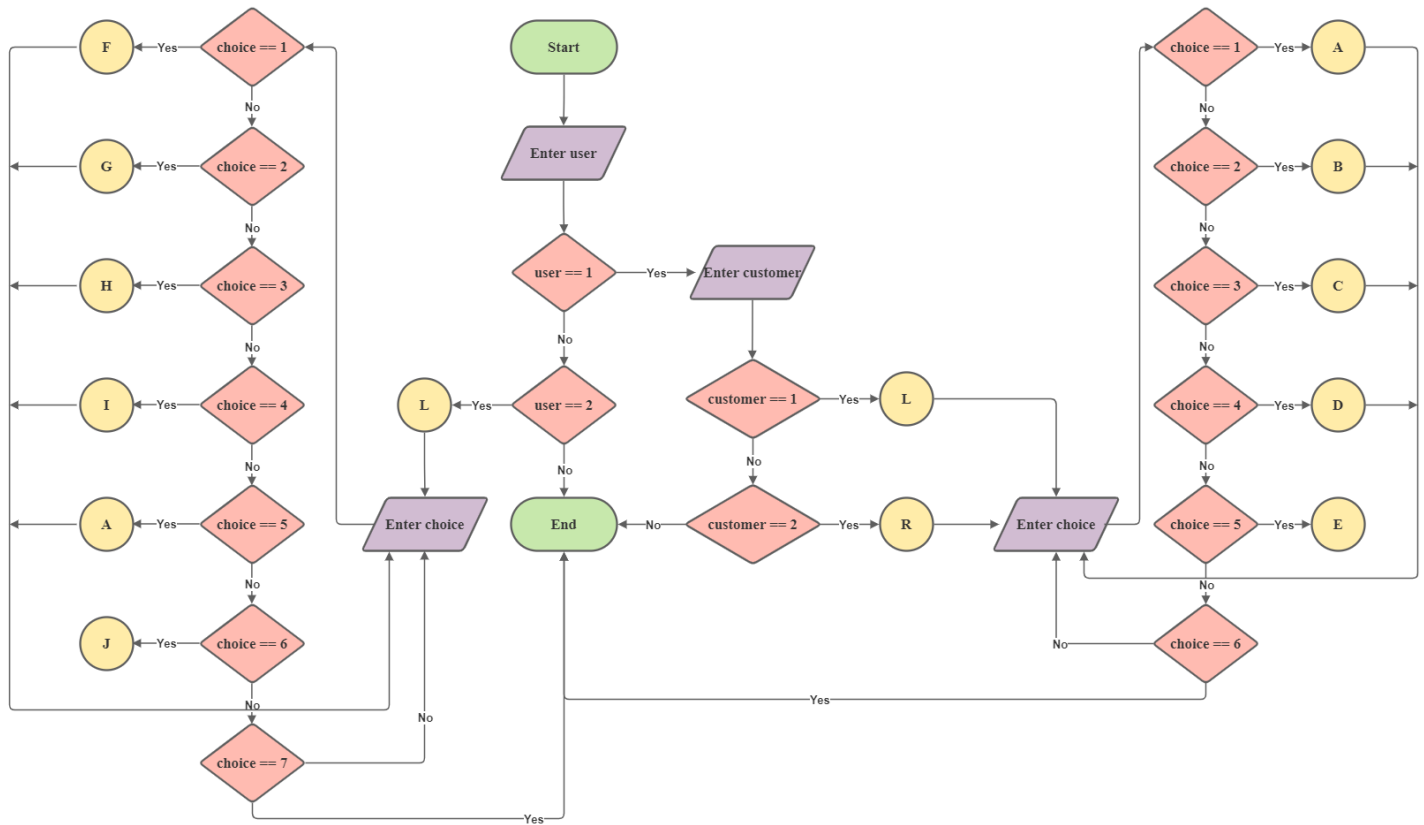 F
Yes
choice == 1
Start
choice == 1
Yes
A
No
No
Enter user
G
Yes
choice == 2
choice == 2
Yes
B
No
No
user == 1
Yes
Enter customer
H
Yes
choice == 3
choice == 3
Yes
C
No
No
No
I
Yes
choice == 4
L
Yes
user == 2
customer == 1
Yes
L
choice == 4
Yes
D
No
No
No
No
A
Yes
choice == 5
Enter choice
End
No
customer == 2
Yes
R
Enter choice
choice == 5
Yes
E
No
No
J
Yes
choice == 6
No
choice == 6
No
Yes
No
choice == 7
Yes